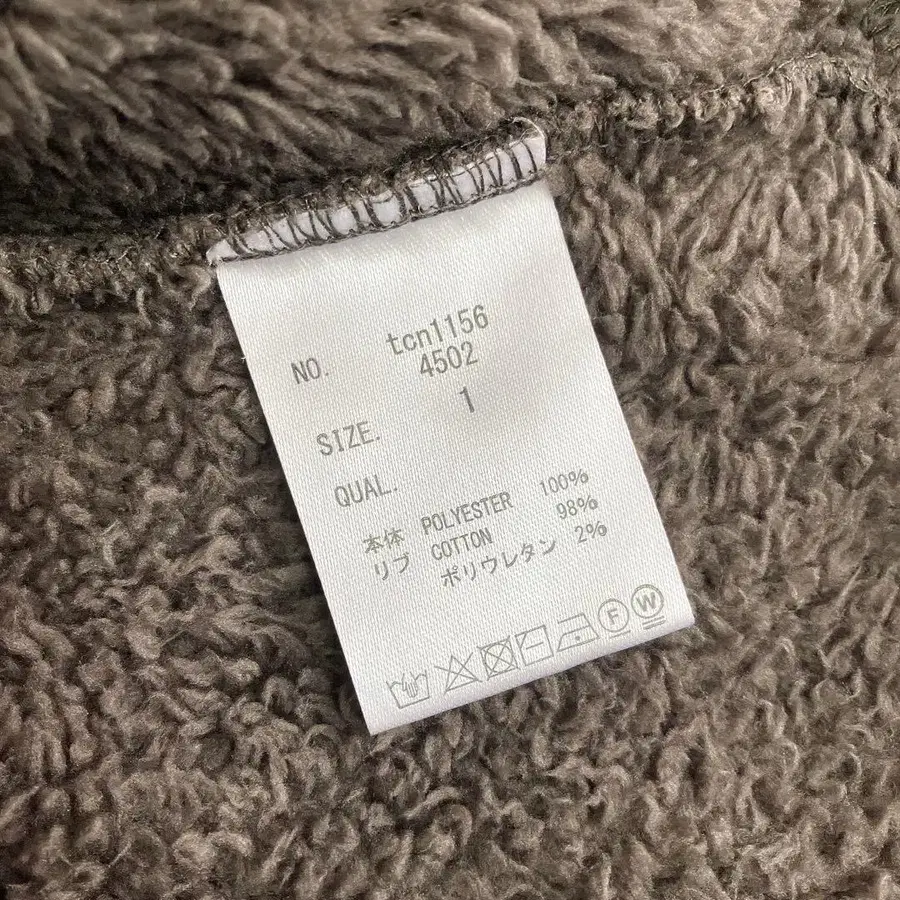 NO. tcn1156
4502
SIZE. 1
QUAL.
本体 POLYESTER 100%
リブ COTTON 98%
ポリウレタン 2%
F W